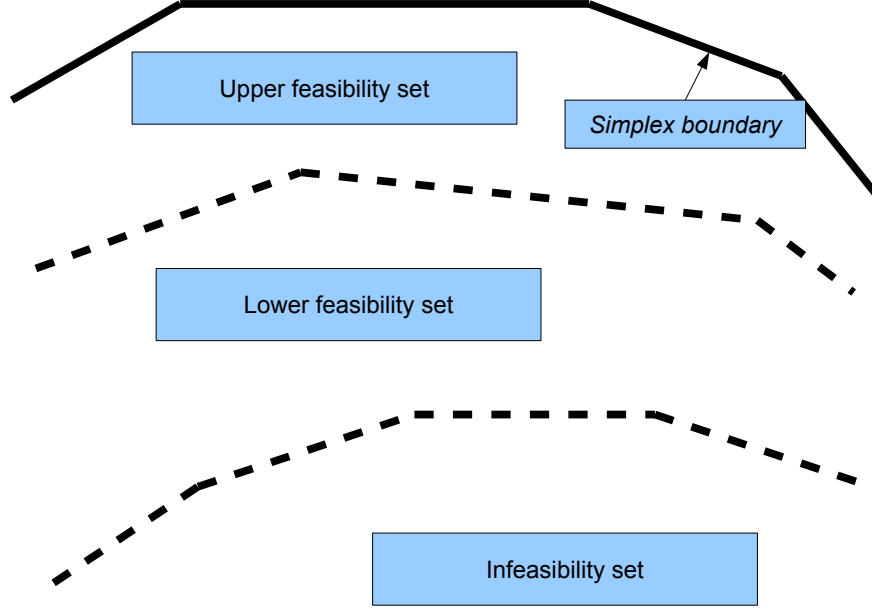 Upper feasibility set
Simplex boundary
Lower feasibility set
Infeasibility set